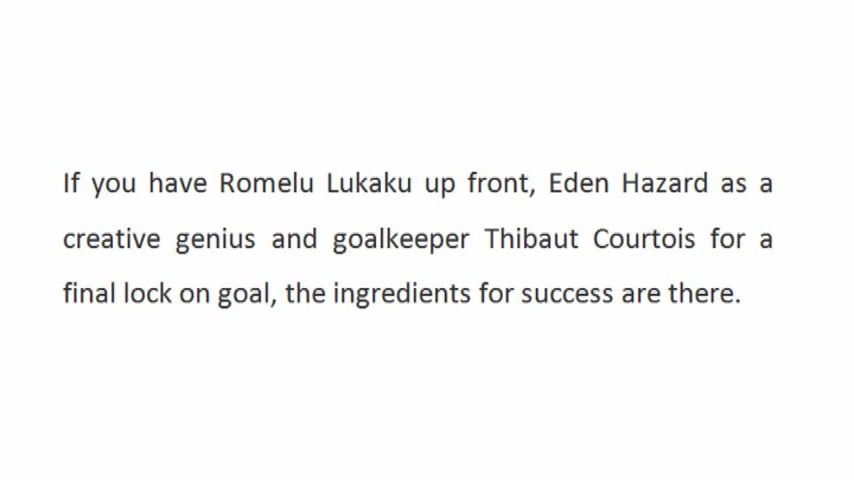 If you have Romelu Lukaku up front, Eden Hazard as a
creative genius and goalkeeper Thibaut Courtois for a
final lock on goal, the ingredients for success are there.